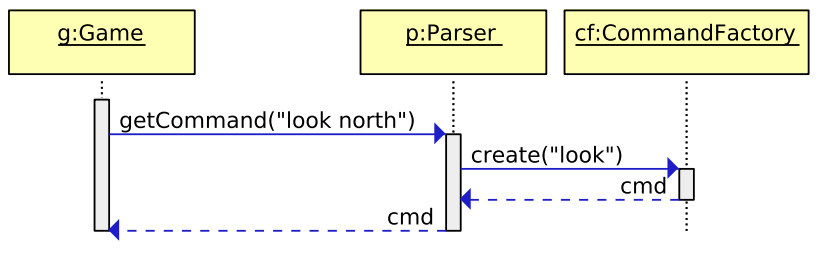 g:Game
p:Parser
cf:CommandFactory
getCommand("look north")
create("look")
cmd
cmd